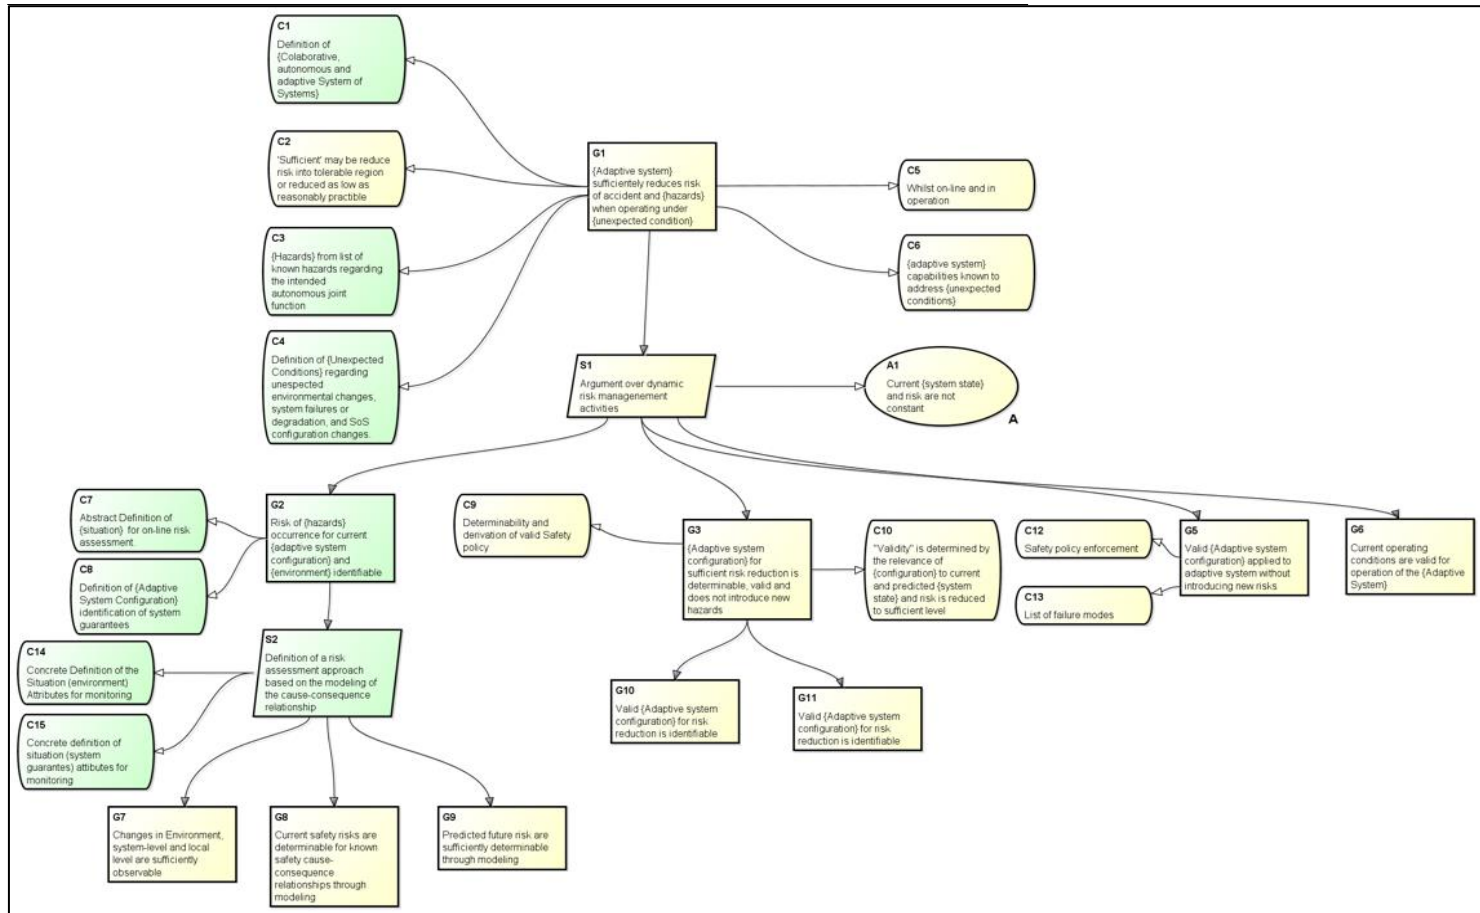 C1
Definition of
{Colaborative,
autonomous and
adaptive System of
Systems}
C2
'Sufficient' may be reduce
risk into tolerable region
or reduced as low as
reasonably practible
G1
{Adaptive system}
sufficientely reduces risk
of accident and {hazards}
when operating under
{unexpected condition}
C5
Whilst on-line and in
operation
C3
{Hazards} from list of
known hazards regarding
the intended
autonomous joint
function
C6
{adaptive system}
capabilities known to
address {unexpected
conditions}
C4
Definition of {Unexpected
Conditions} regarding
unespected
environmental changes,
system failures or
degradation, and SoS
configuration changes.
S1
Argument over dynamic
risk managenement
activities
A1
Current {system state}
and risk are not
constant
A
C7
Abstract Definition of
{situation} for on-line risk
assessment.
C8
Definition of {Adaptive
System Configuration}
identification of system
guarantees
G2
Risk of {hazards}
occurrence for current
{adaptive system
configuration} and
{environment} identifiable
C9
Determinability and
derivation of valid Safety
policy
G3
{Adaptive system
configuration} for
sufficient risk reduction is
determinable, valid and
does not introduce new
hazards
C10
"Validity" is determined by
the relevance of
{configuration} to current
and predicted {system
state} and risk is reduced
to sufficient level
C12
Safety policy enforcement
C13
List of failure modes
G5
Valid {Adaptive system
configuration} applied to
adaptive system without
introducing new risks
G6
Current operating
conditions are valid for
operation of the {Adaptive
System}
C14
Concrete Definition of the
Situation (environment)
Attributes for monitoring
C15
Concrete definition of
situation (system
guarantes) attibutes for
monitoring
S2
Definition of a risk
assessment approach
based on the modeling of
the cause-consequence
relationship
G10
Valid {Adaptive system
configuration} for risk
reduction is identifiable
G11
Valid {Adaptive system
configuration} for risk
reduction is identifiable
G7
Changes in Environment,
system-level and local
level are sufficiently
observable
G8
Current safety risks are
determinable for known
safety cause-
consequence
relationships through
modeling
G9
Predicted future risk are
sufficiently determinable
through modeling